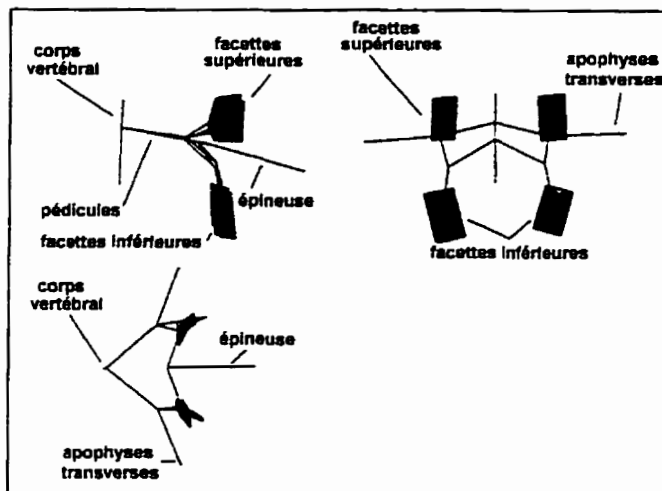 corps
vertébral
facettes
supérieures
pédicules
épineuse
facettes inférieures
facettes
supérieures
apophyses
transverses
facettes inférieures
corps
vertébral
épineuse
apophyses
transverses